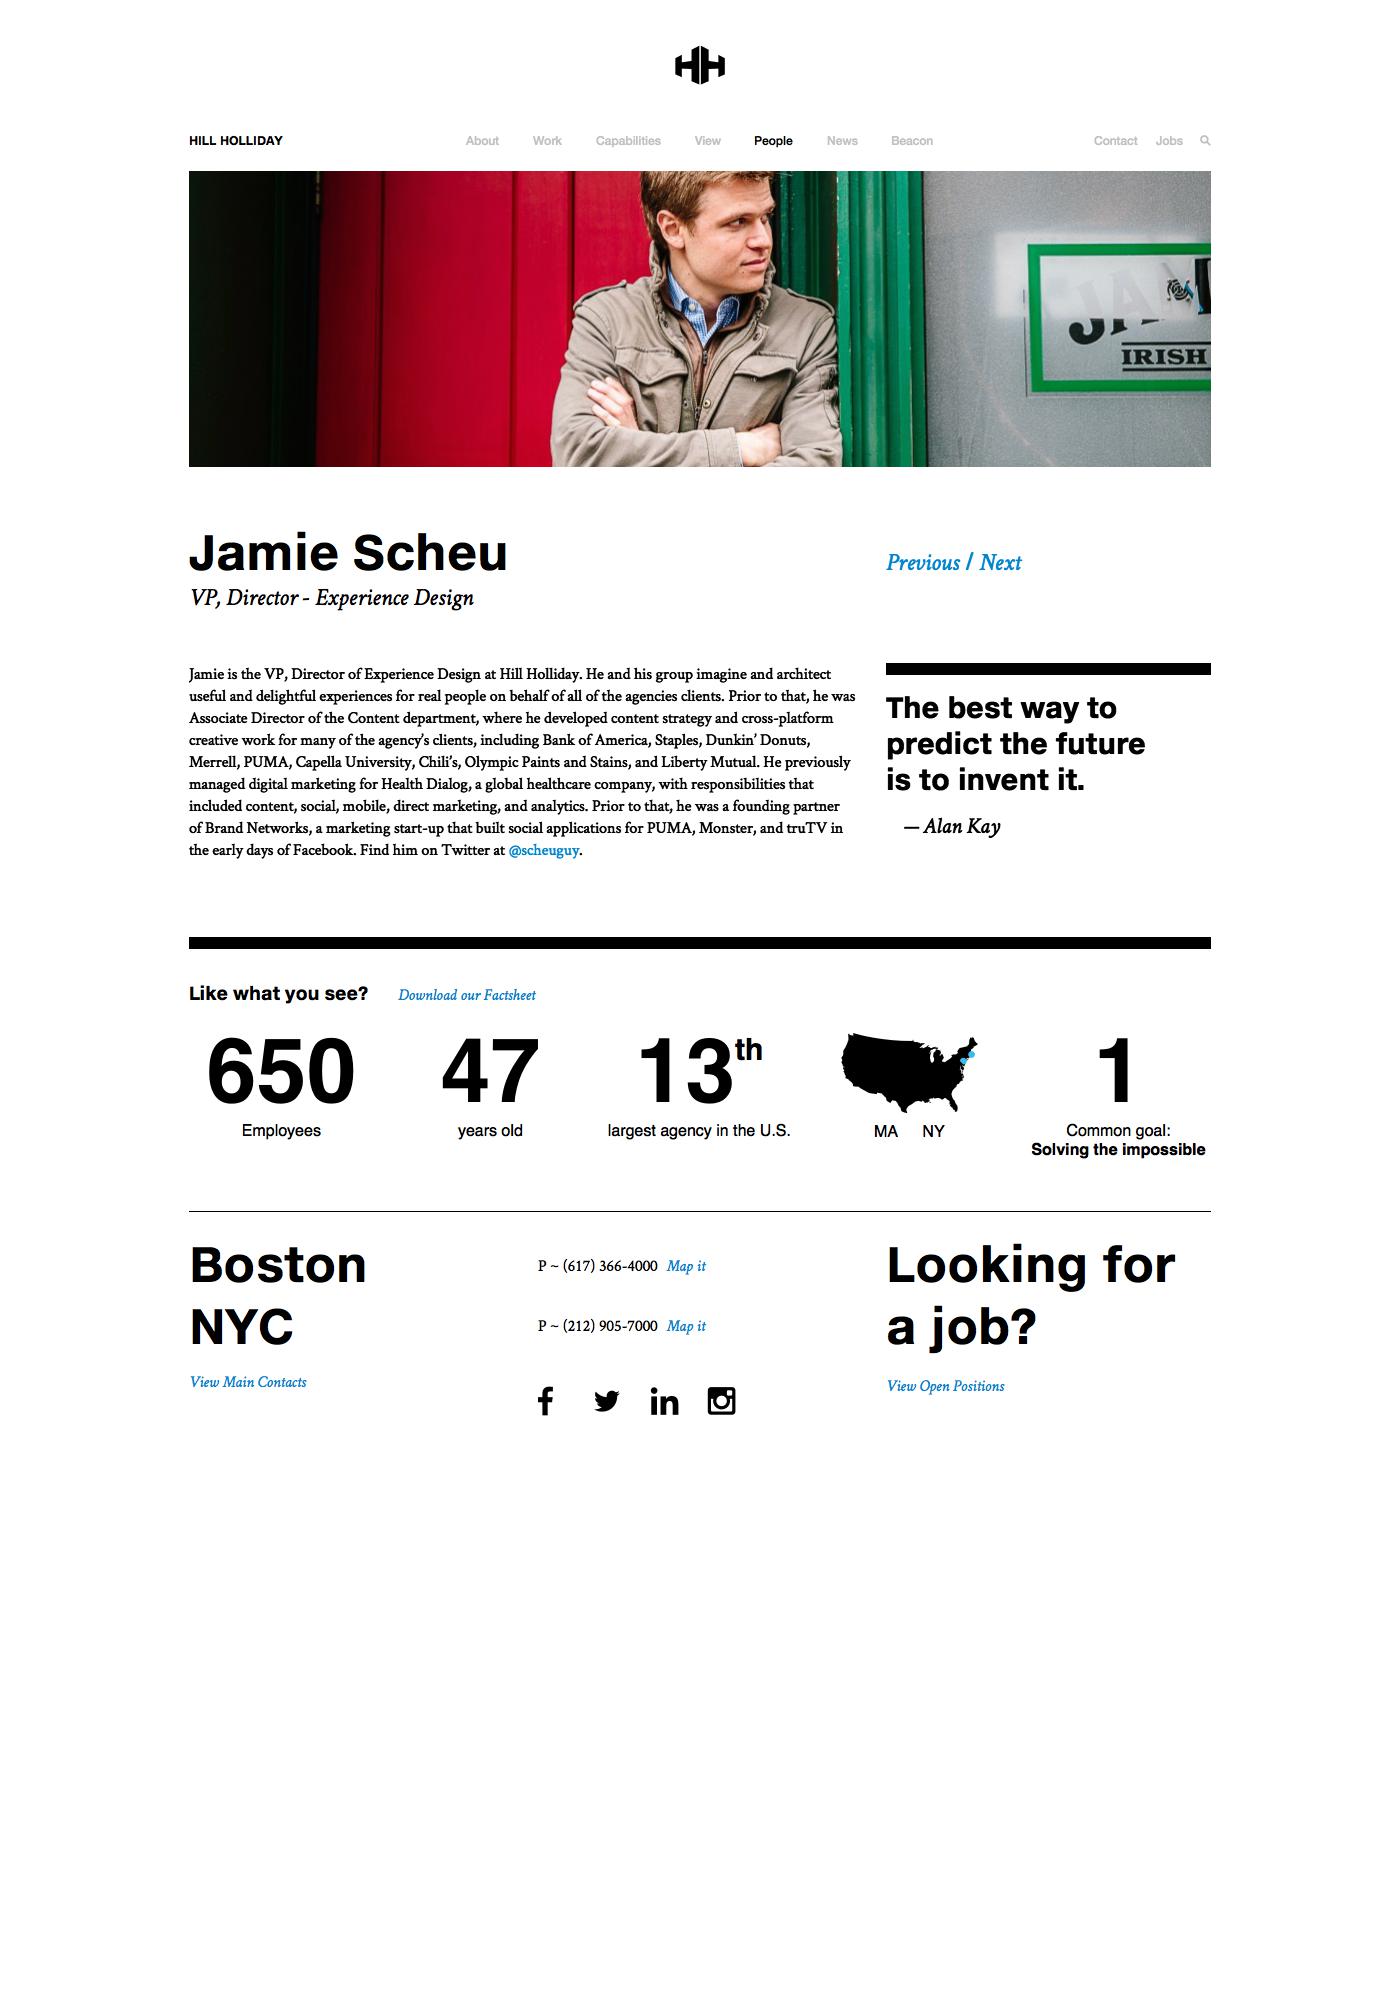 HILL HOLLIDAY
About Work Capabilities View People News Beacon
Contact Jobs
IRISH
Jamie Scheu
VP, Director - Experience Design
Previous / Next
Jamie is the VP, Director of Experience Design at Hill Holliday. He and his group imagine and architect
useful and delightful experiences for real people on behalf of all of the agencies clients. Prior to that, he was
Associate Director of the Content department, where he developed content strategy and cross-platform
creative work for many of the agency’s clients, including Bank of America, Staples, Dunkin’ Donuts,
Merrell, PUMA, Capella University, Chili’s, Olympic Paints and Stains, and Liberty Mutual. He previously
managed digital marketing for Health Dialog, a global healthcare company, with responsibilities that
included content, social, mobile, direct marketing, and analytics. Prior to that, he was a founding partner
of Brand Networks, a marketing start-up that built social applications for PUMA, Monster, and truTV in
the early days of Facebook. Find him on Twitter at @scheuguy.
The best way to
predict the future
is to invent it.
— Alan Kay
Like what you see? Download our Factsheet
650
Employees
47
years old
13th
largest agency in the U.S.
MA NY
1
Common goal:
Solving the impossible
Boston
NYC
View Main Contacts
P ~ (617) 366-4000 Map it
P ~ (212) 905-7000 Map it
Looking for
a job?
View Open Positions